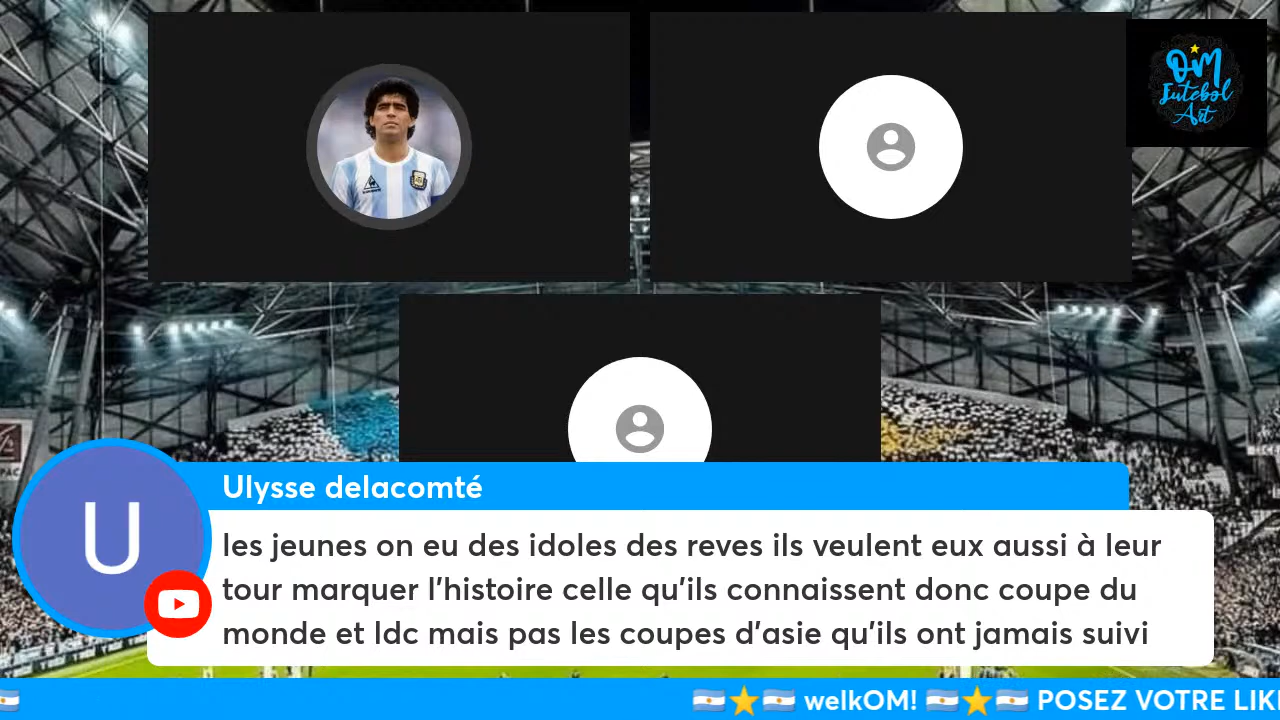 OM
Futebol
Art
U
Ulysse delacomté
les jeunes on eu des idoles des reves ils veulent eux aussi à leur
tour marquer l'histoire celle qu'ils connaissent donc coupe du
monde et ldc mais pas les coupes d'asie qu'ils ont jamais suivi
welkOM! POSEZ VOTRE LIK